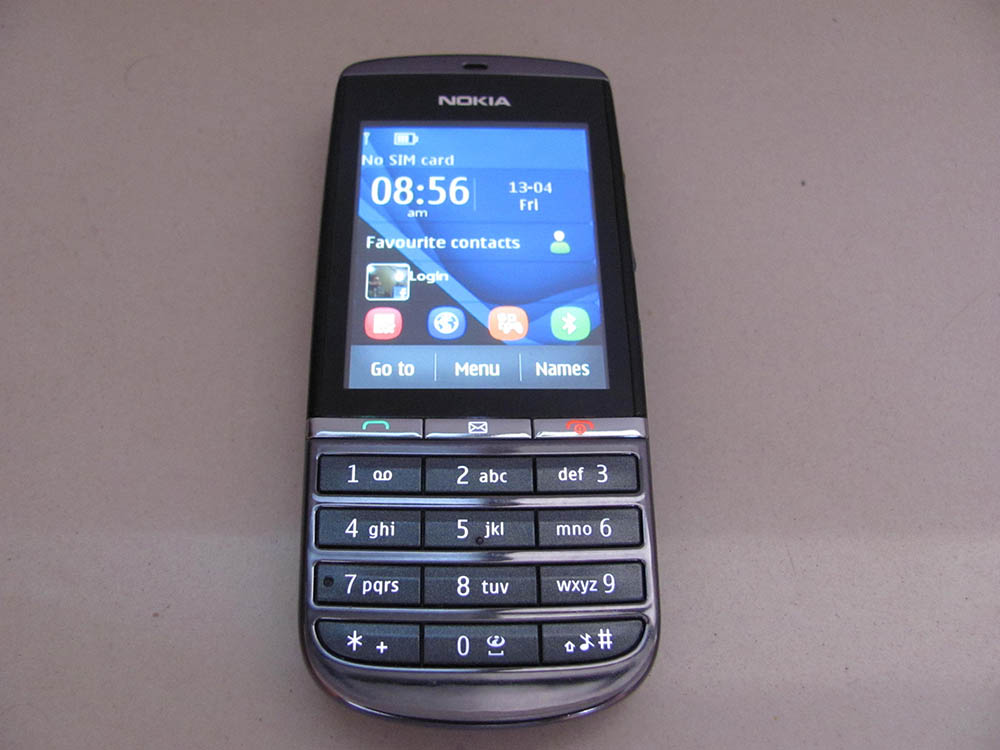 NOKIA
No SIM card
08:56 13-04
am Fri
Favourite contacts
Login
Go to Menu Names
1 2 abc def 3
4 ghi 5 jkl mno 6
7 pqrs 8 tuv wxyz 9
* + 0 #